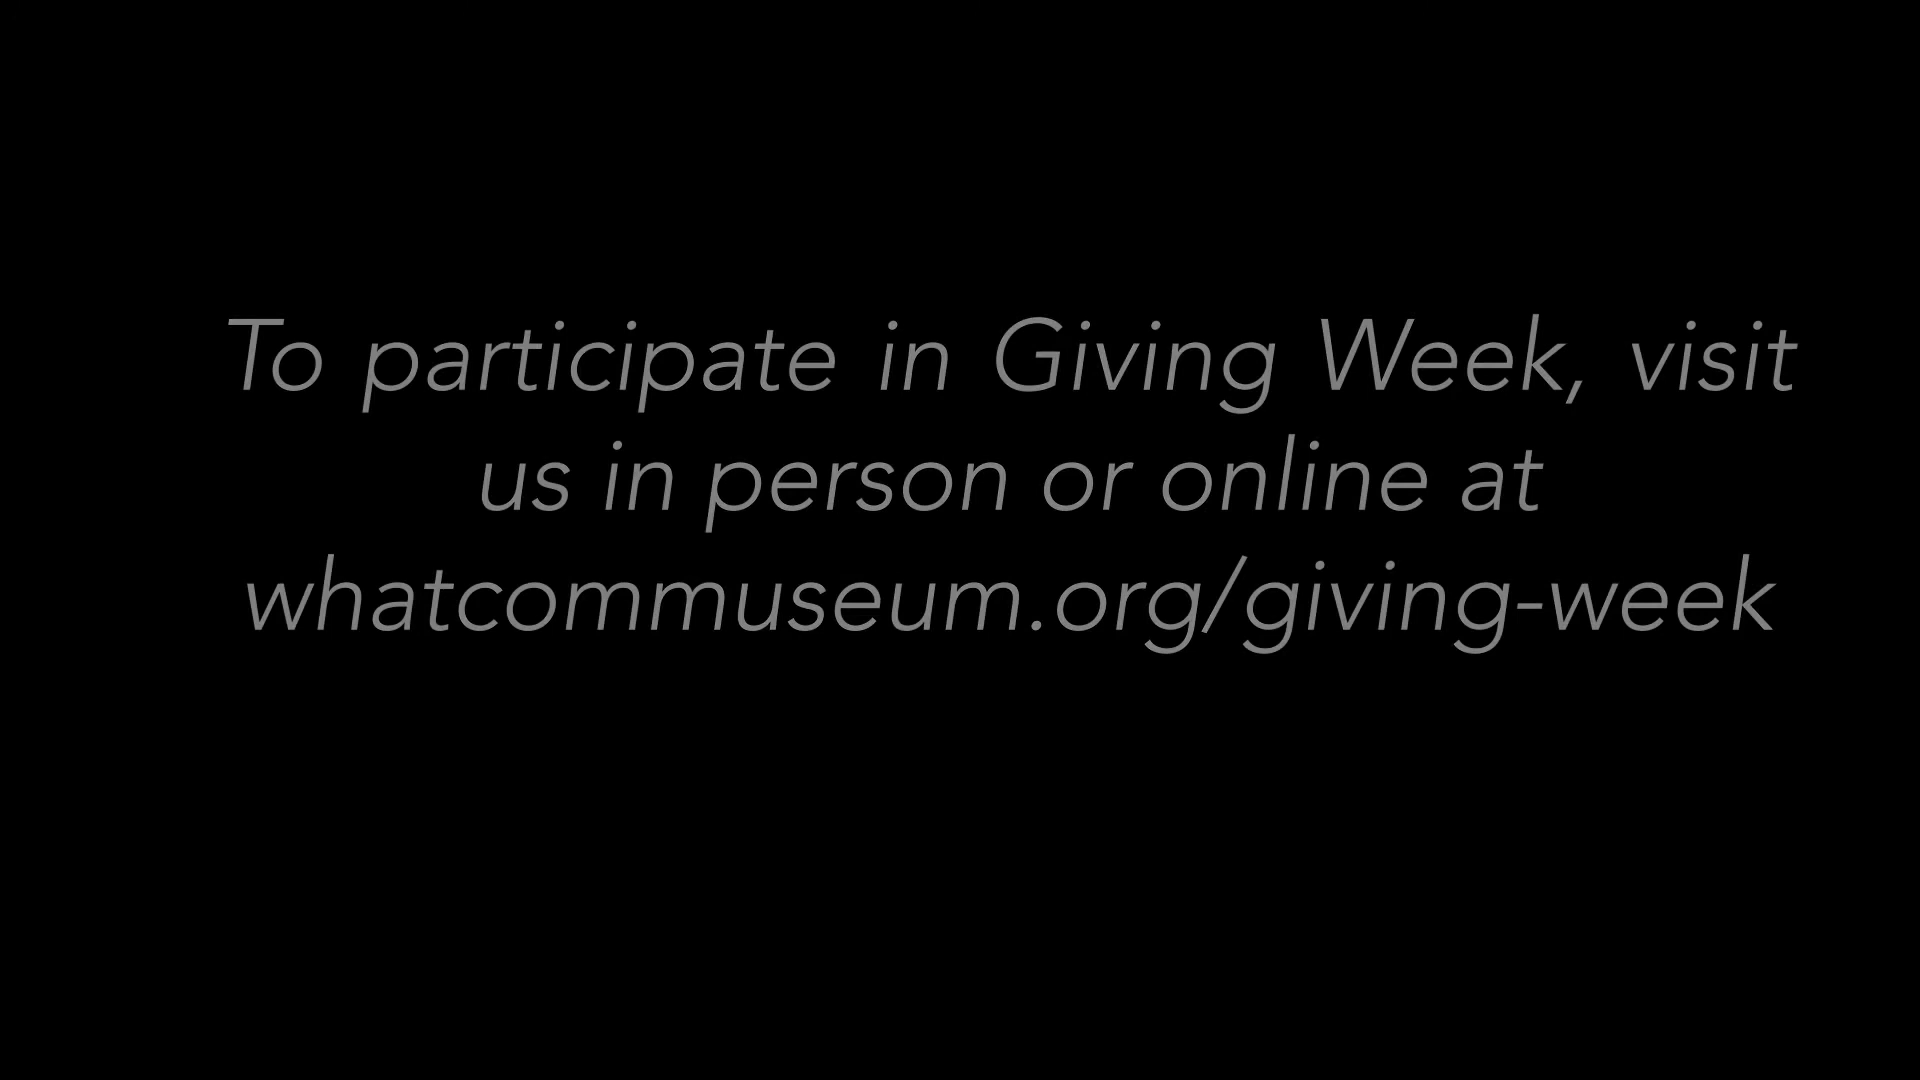 To participate in Giving Week, visit
us in person or online at
whatcommuseum.org/giving-week